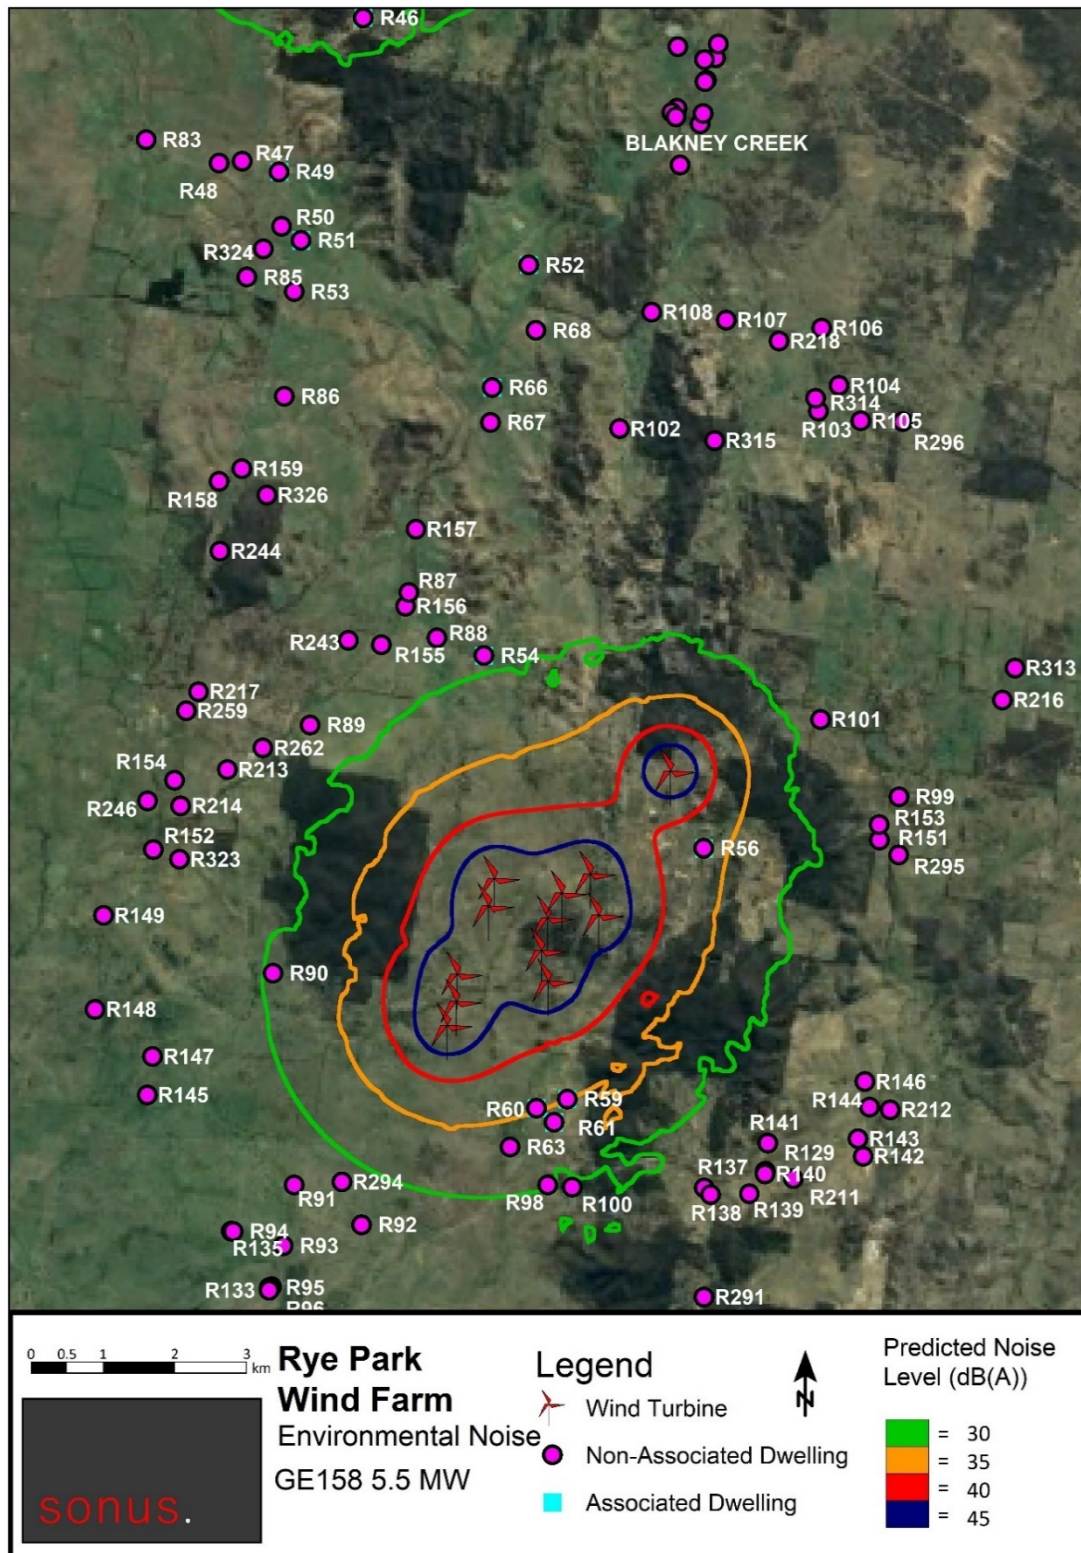 R46
BLAKNEY CREEK
R83
R47
R48
R49
R50
R51
R324
R52
R85
R53
R108
R107
R106
R68
R218
R66
R104
R86
R314
R67
R102
R103
R105
R315
R296
R159
R158
R326
R157
R244
R87
R156
R243
R88
R155
R54
R313
R217
R216
R259
R89
R101
R262
R154
R213
R246
R214
R99
R153
R152
R151
R56
R323
R295
R149
R90
R148
R147
R146
R145
R59
R60
R144
R212
R61
R141
R143
R63
R129
R142
R137
R140
R294
R91
R98
R100
R211
R138
R139
R94
R92
R135
R93
R133
R95
R96
R291
0 0.5 1 2 3 km
Rye Park
Wind Farm
Environmental Noise
GE158 5.5 MW
sonus.
Legend
Wind Turbine
Non-Associated Dwelling
Associated Dwelling
N
Predicted Noise
Level (dB(A))
= 30
= 35
= 40
= 45